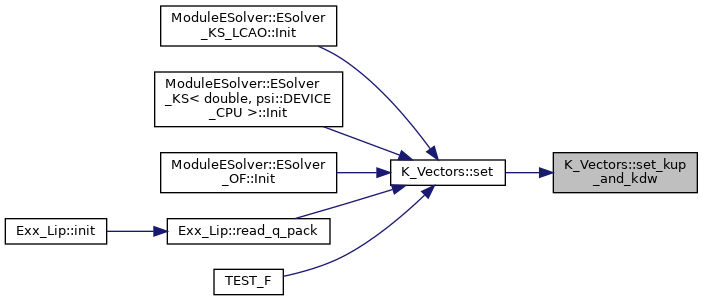 ModuleESolver::ESolver
_KS_LCAO::Init
ModuleESolver::ESolver
_KS< double, psi::DEVICE
_CPU >::Init
ModuleESolver::ESolver
_OF::Init
K_Vectors::set
K_Vectors::set_kup
_and_kdw
Exx_Lip::init
Exx_Lip::read_q_pack
TEST_F